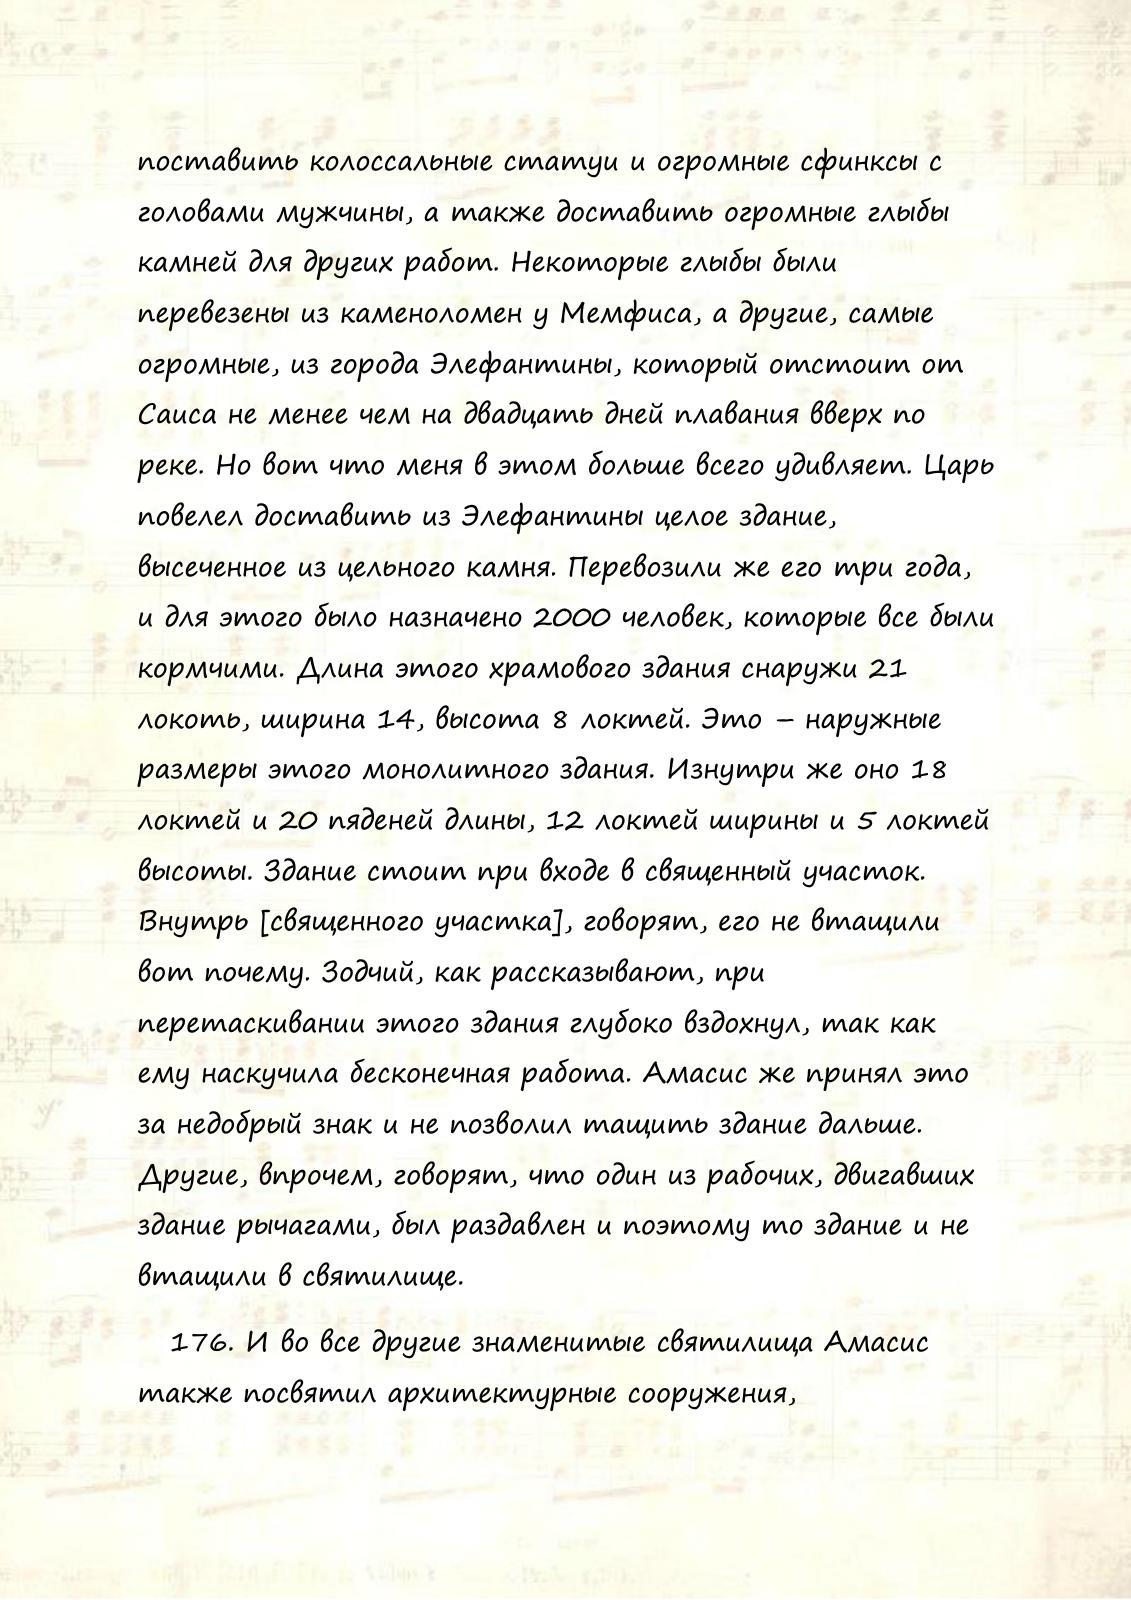 поставить колоссальные статуи и огромные сфинксы с
головами мужчины, а также доставить огромные глыбы
камней для других работ. Некоторые глыбы были
перевезены из каменоломен у Мемфиса, а другие, самые
огромные, из города Элефантины, который отстоит от
Саиса не менее чем на двадцать дней плавания вверх по
реке. Но вот что меня в этом больше всего удивляет. Царь
повелел доставить из Элефантины целое здание,
высеченное из цельного камня. Перевозили же его три года,
и для этого было назначено 2000 человек, которые все были
кормчими. Длина этого храмового здания снаружи 21
локоть, ширина 14, высота 8 локтей. Это – наружные
размеры этого монолитного здания. Изнутри же оно 18
локтей и 20 пяденей длины, 12 локтей ширины и 5 локтей
высоты. Здание стоит при входе в священный участок.
Внутрь [священного участка], говорят, его не втащили
вот почему. Зодчий, как рассказывают, при
перетаскивании этого здания глубоко вздохнул, так как
ему наскучила бесконечная работа. Амасис же принял это
за недобрый знак и не позволил тащить здание дальше.
Другие, впрочем, говорят, что один из рабочих, двигавших
здание рычагами, был раздавлен и поэтому то здание и не
втащили в святилище.
176. И во все другие знаменитые святилища Амасис
также посвятил архитектурные сооружения,